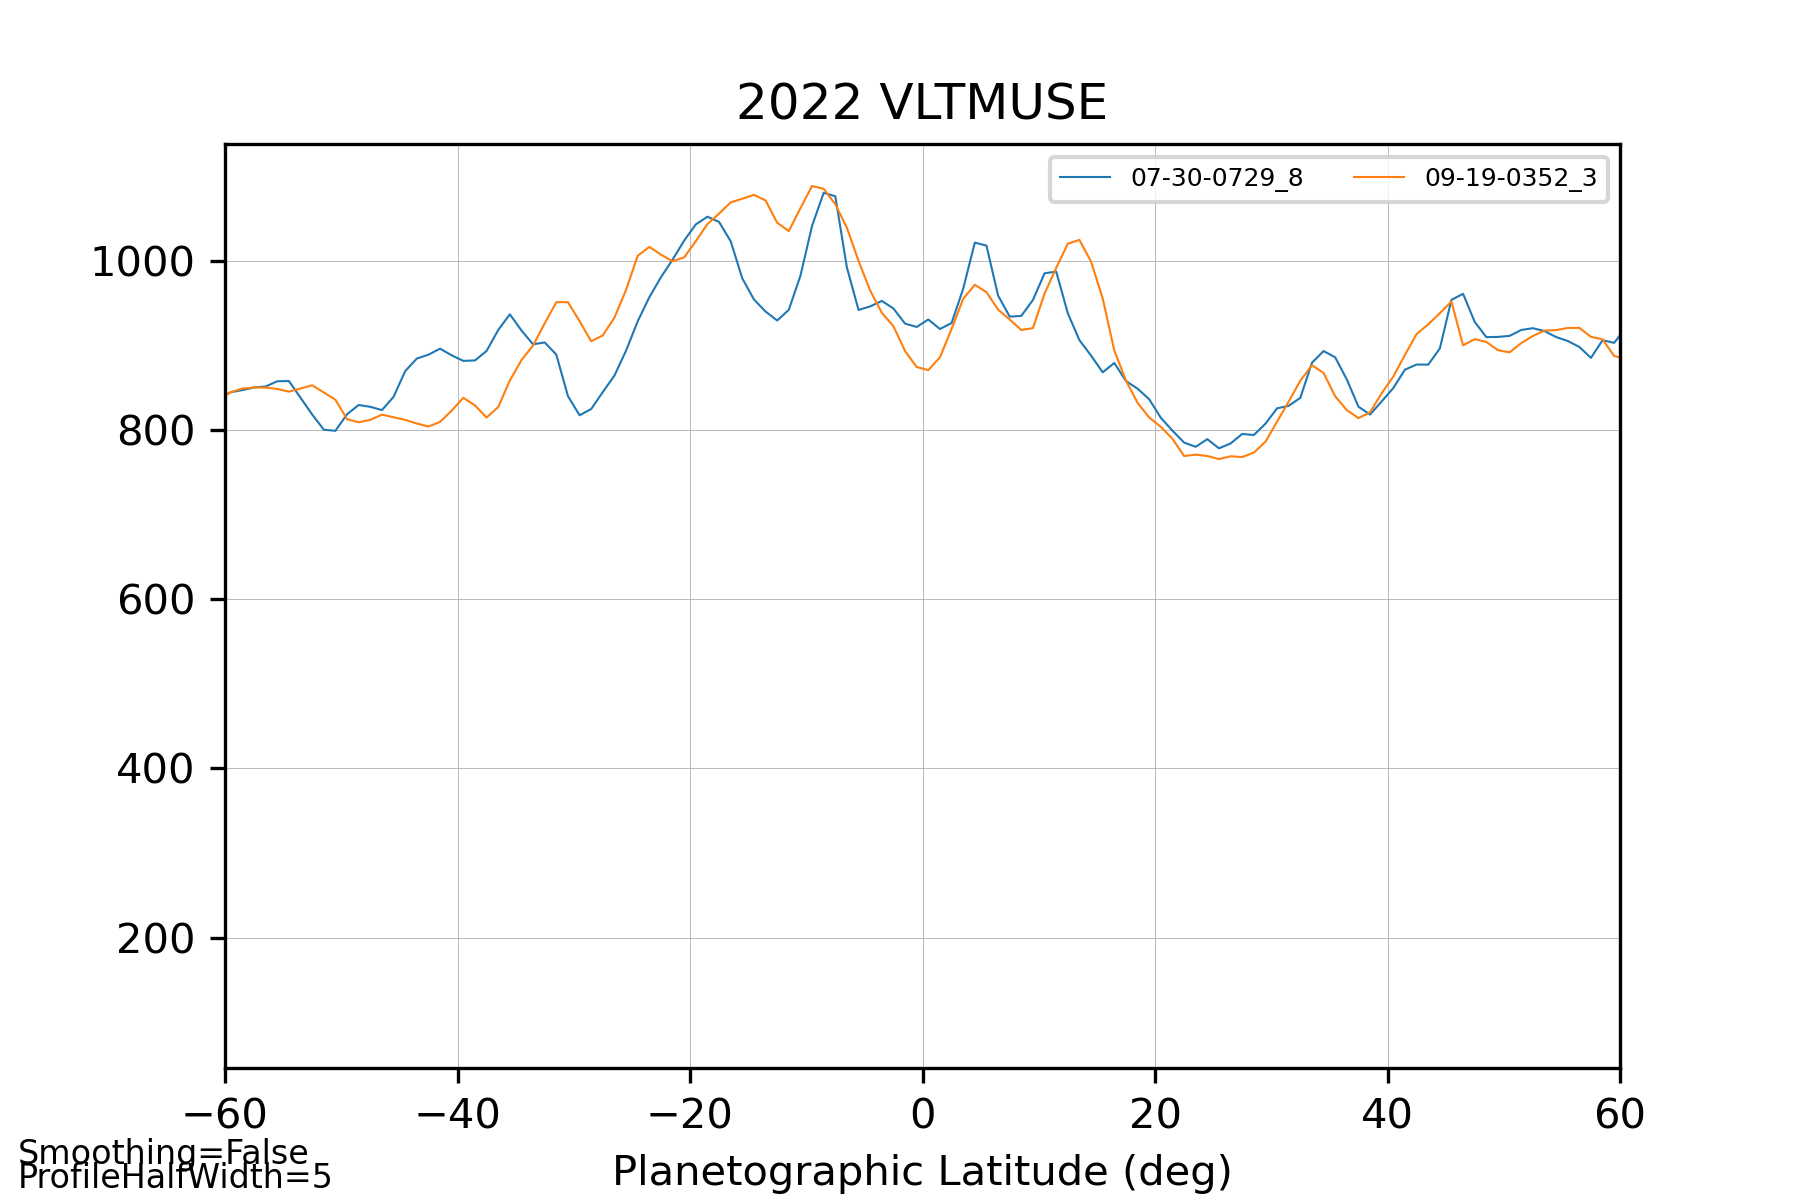 2022 VLTMUSE
07-30-0729_8 09-19-0352_3
1000
800
600
400
200
−60 −40 −20 0 20 40 60
Smoothing=False
ProfileHalfWidth=5
Planetographic Latitude (deg)